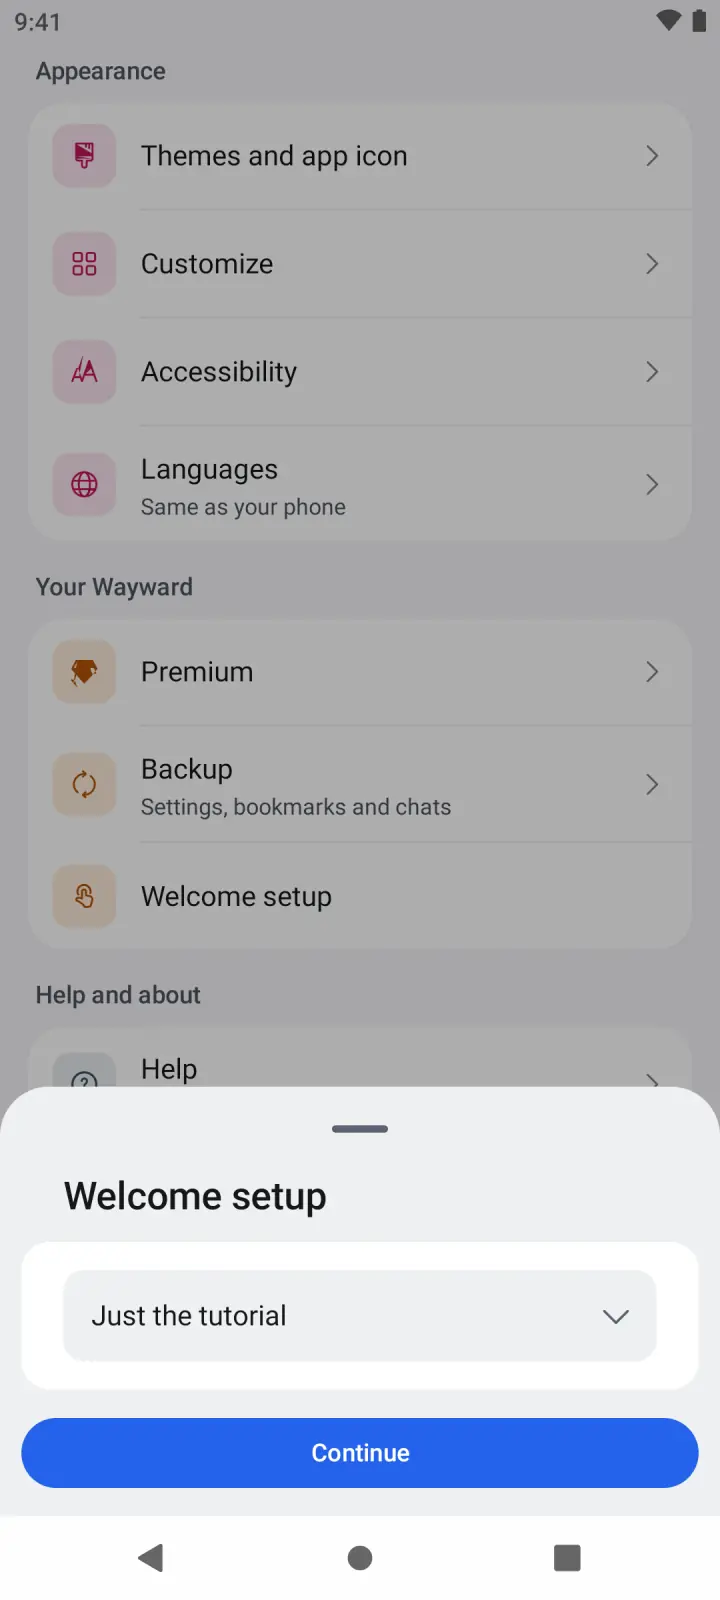 9:41
Appearance
Themes and app icon
Customize
Accessibility
Languages
Same as your phone
Your Wayward
Premium
Backup
Settings, bookmarks and chats
Welcome setup
Help and about
Help
Welcome setup
Just the tutorial
Continue